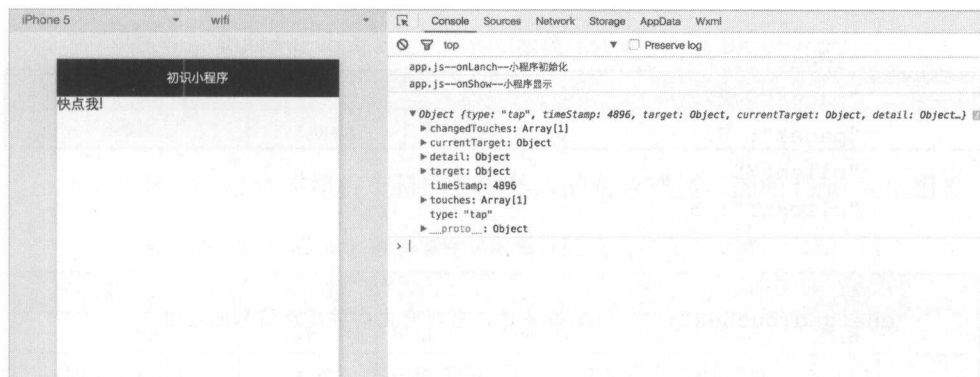 iPhone 5 wifi
Console Sources Network Storage AppData Wxml
top Preserve log
初识小程序
快点我!
app.js--onLanch--小程序初始化
app.js--onShow--小程序显示
Object {type: "tap", timeStamp: 4896, target: Object, currentTarget: Object, detail: Object…}
changedTouches: Array[1]
currentTarget: Object
detail: Object
target: Object
timeStamp: 4896
touches: Array[1]
type: "tap"
__proto__: Object